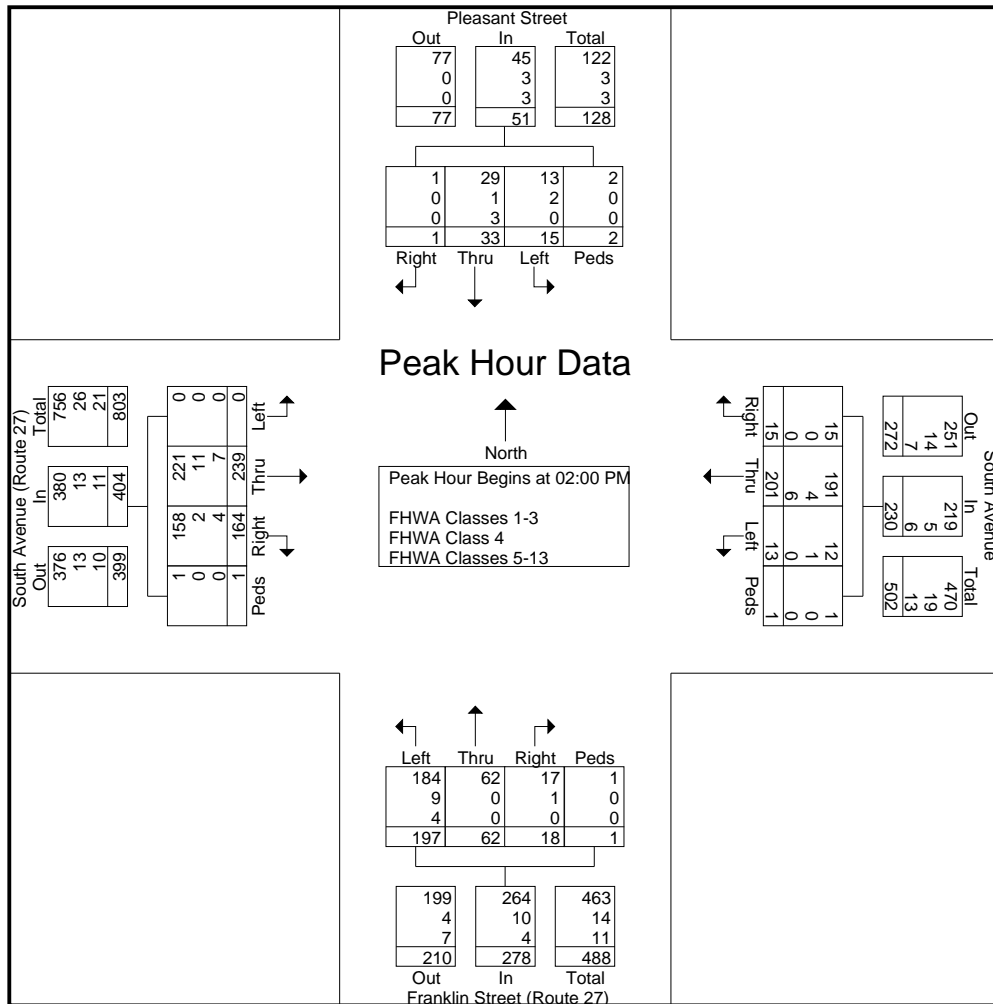 Pleasant Street
Out In Total
77 45 122
0 3 3
0 3 3
77 51 128
1 29 13 2
0 1 2 0
0 3 0 0
1 33 15 2
Right Thru Left Peds
Peak Hour Data
North
Peak Hour Begins at 02:00 PM
FHWA Classes 1-3
FHWA Class 4
FHWA Classes 5-13
South Avenue (Route 27)
Out In Total
376 380 756
13 13 26
10 11 21
399 404 803
1 158 221 0
0 2 11 0
0 4 7 0
1 164 239 0
Peds Right Thru Left
South Avenue
Out In Total
251 219 470
14 5 19
7 6 13
272 230 502
15 191 12 1
0 4 1 0
0 6 0 0
15 201 13 1
Right Thru Left Peds
Left Thru Right Peds
184 62 17 1
9 0 1 0
4 0 0 0
197 62 18 1
199 264 463
4 10 14
7 4 11
210 278 488
Out In Total
Franklin Street (Route 27)